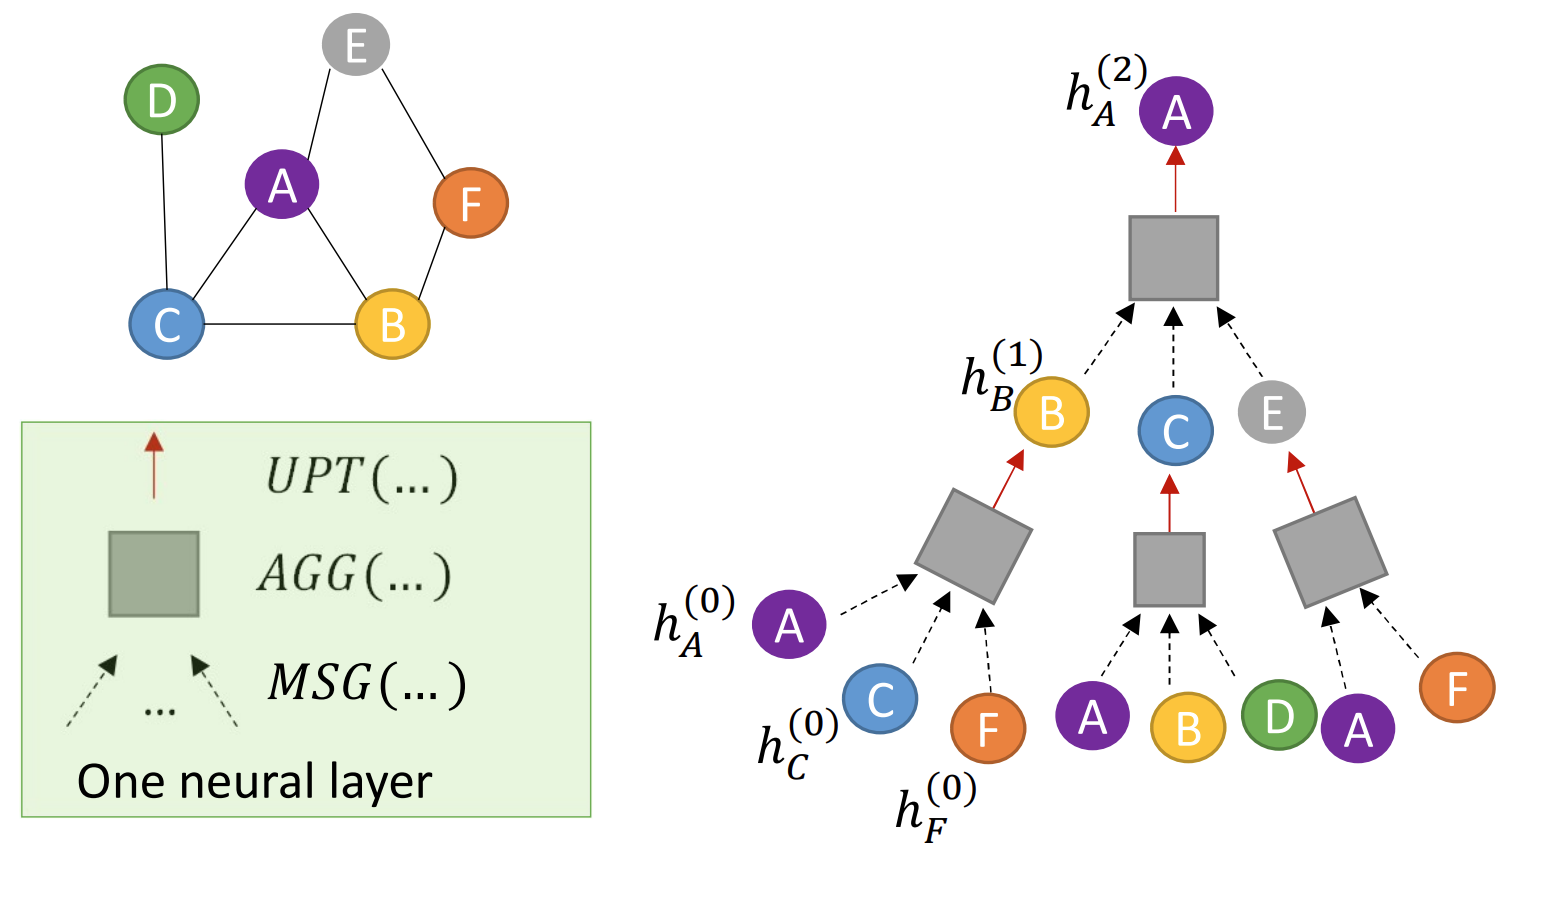 E
D
A
F
C
B
UPT(…)
AGG(…)
…
MSG(…)
One neural layer
h_A^{(2)}
A
h_B^{(1)}
B
C
E
h_A^{(0)}
A
h_C^{(0)}
C
h_F^{(0)}
F
A
B
D
A
F